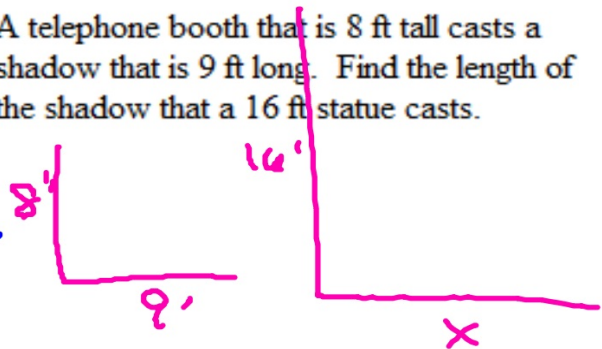 A telephone booth that is 8 ft tall casts a
shadow that is 9 ft long. Find the length of
the shadow that a 16 ft statue casts.
16'
8'
9'
x